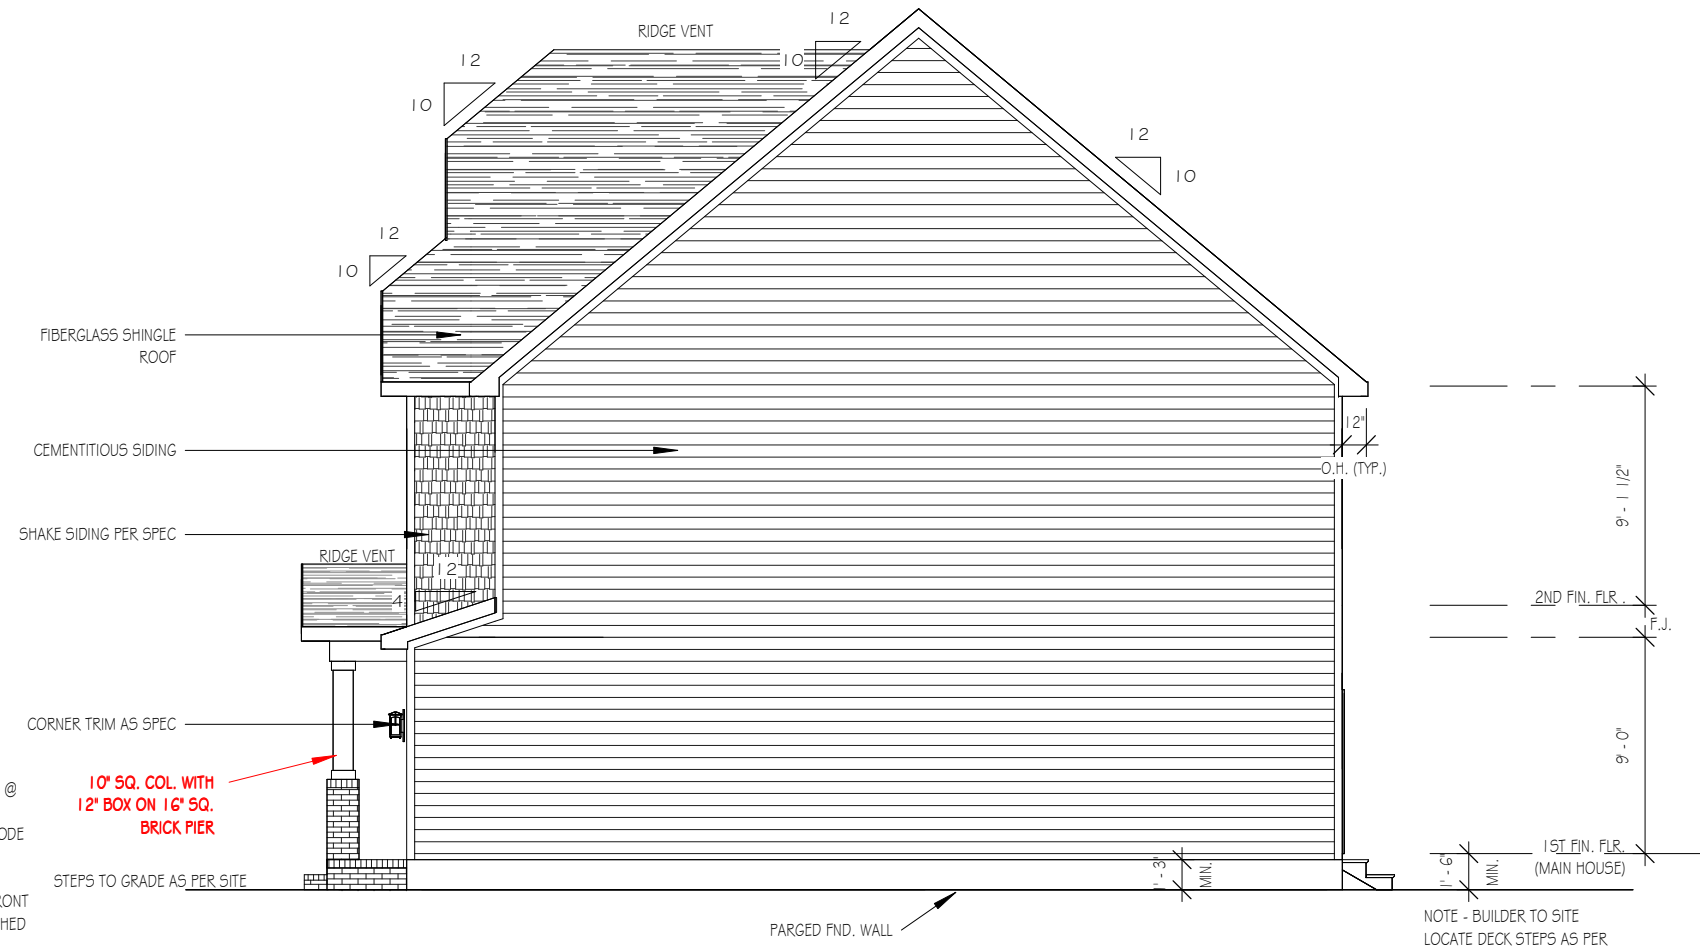 RIDGE VENT
12
10
12
10
12
10
12
10
FIBERGLASS SHINGLE
ROOF
CEMENTITIOUS SIDING
12"
O.H. (TYP.)
9' - 1 1/2"
SHAKE SIDING PER SPEC
RIDGE VENT
12
4
2ND FIN. FLR .
F.J.
CORNER TRIM AS SPEC
9' - 0"
10" SQ. COL. WITH
12" BOX ON 16" SQ.
BRICK PIER
@
ODE
STEPS TO GRADE AS PER SITE
RONT
HED
1' - 3"
MIN.
1' - 6"
MIN.
1ST FIN. FLR.
(MAIN HOUSE)
PARGED FND. WALL
NOTE - BUILDER TO SITE
LOCATE DECK STEPS AS PER